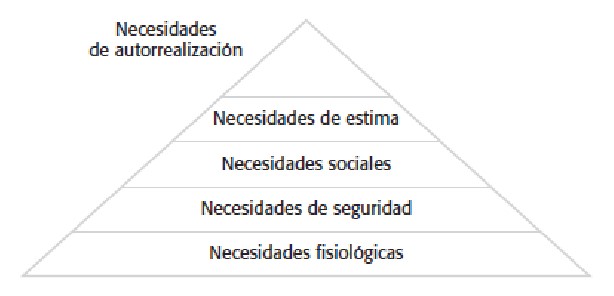 Necesidades
de autorrealización
Necesidades de estima
Necesidades sociales
Necesidades de seguridad
Necesidades fisiológicas